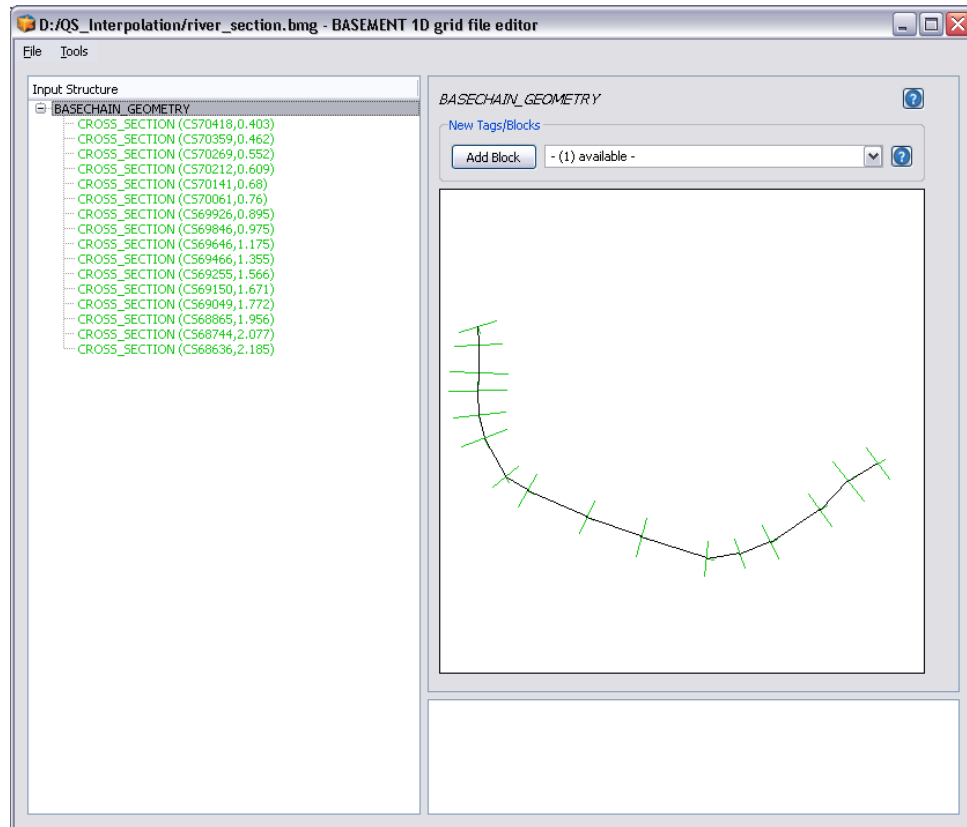 D:/QS_Interpolation/river_section.bmg - BASEMENT 1D grid file editor
File Tools
Input Structure
BASECHAIN_GEOMETRY
CROSS_SECTION (CS70418,0.403)
CROSS_SECTION (CS70359,0.462)
CROSS_SECTION (CS70269,0.552)
CROSS_SECTION (CS70212,0.609)
CROSS_SECTION (CS70141,0.68)
CROSS_SECTION (CS70061,0.76)
CROSS_SECTION (CS69926,0.895)
CROSS_SECTION (CS69846,0.975)
CROSS_SECTION (CS69646,1.175)
CROSS_SECTION (CS69466,1.355)
CROSS_SECTION (CS69255,1.566)
CROSS_SECTION (CS69150,1.671)
CROSS_SECTION (CS69049,1.772)
CROSS_SECTION (CS68865,1.956)
CROSS_SECTION (CS68744,2.077)
CROSS_SECTION (CS68636,2.185)
BASECHAIN_GEOMETRY
New Tags/Blocks
Add Block - (1) available -